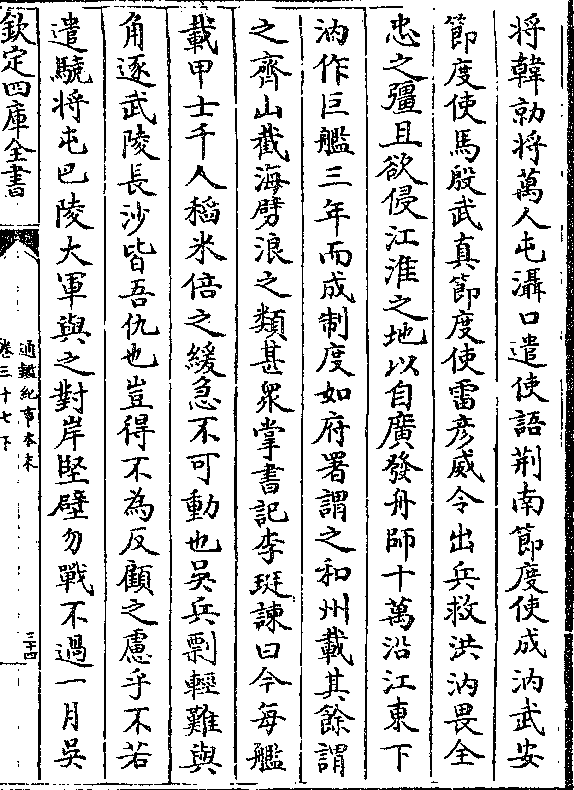 將韓勍將萬人屯灄口遣使語荆南節度使成汭武安
節度使馬殷武真節度使雷彥威令出兵救洪汭畏全
忠之彊且欲侵江淮之地以自廣發舟師十萬沿江東下
汭作巨艦三年而成制度如府署謂之和州載其餘謂
之齊山截海劈浪之類甚衆掌書記李珽諫曰今每艦
載甲士千人稻米倍之緩急不可動也吳兵剽輕難與
角逐武陵長沙皆吾仇也豈得不為反顧之慮乎不若
遣驍將屯巴陵大軍與之對岸堅壁勿戰不過一月吳
欽定四庫全書
通鑑紀事本末
卷三十七下
三十四